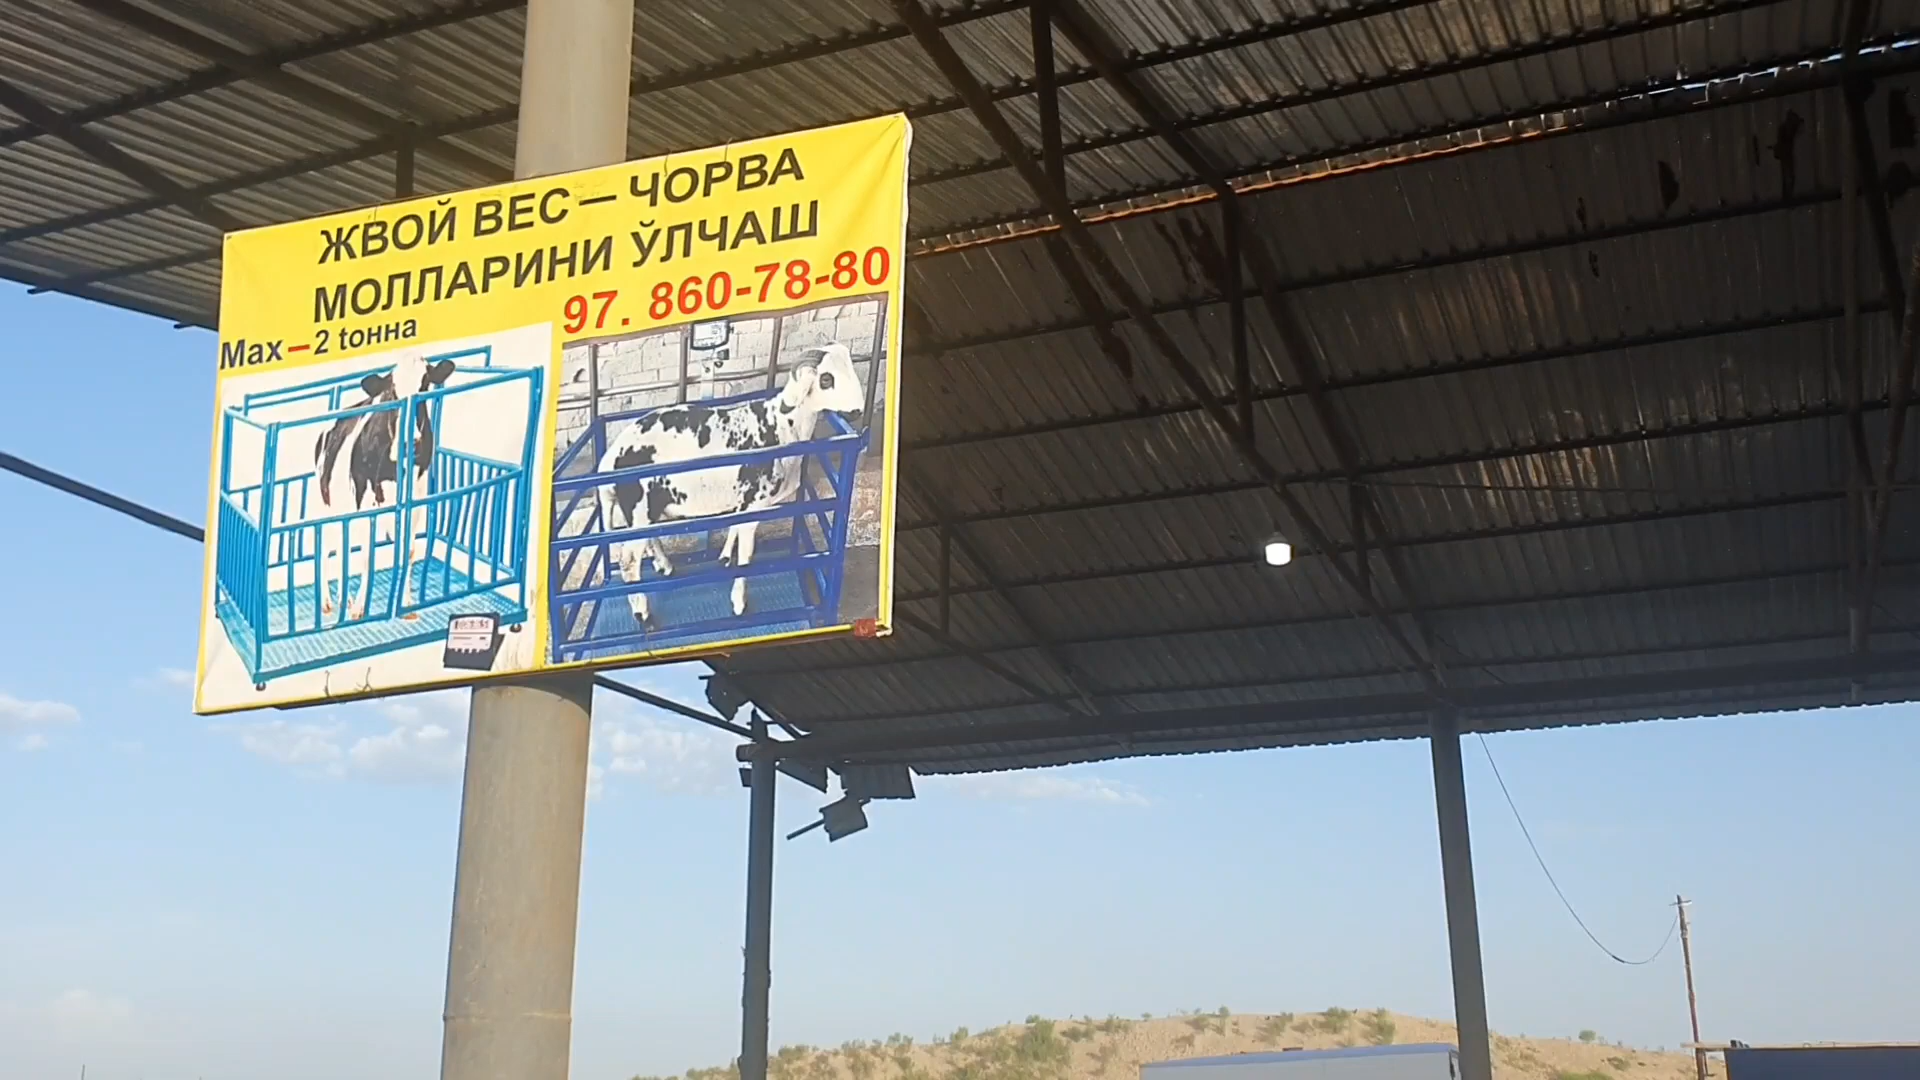 ЖВОЙ ВЕС – ЧОРВА
МОЛЛАРИНИ ЎЛЧАШ
97. 860-78-80
Max – 2 tонна